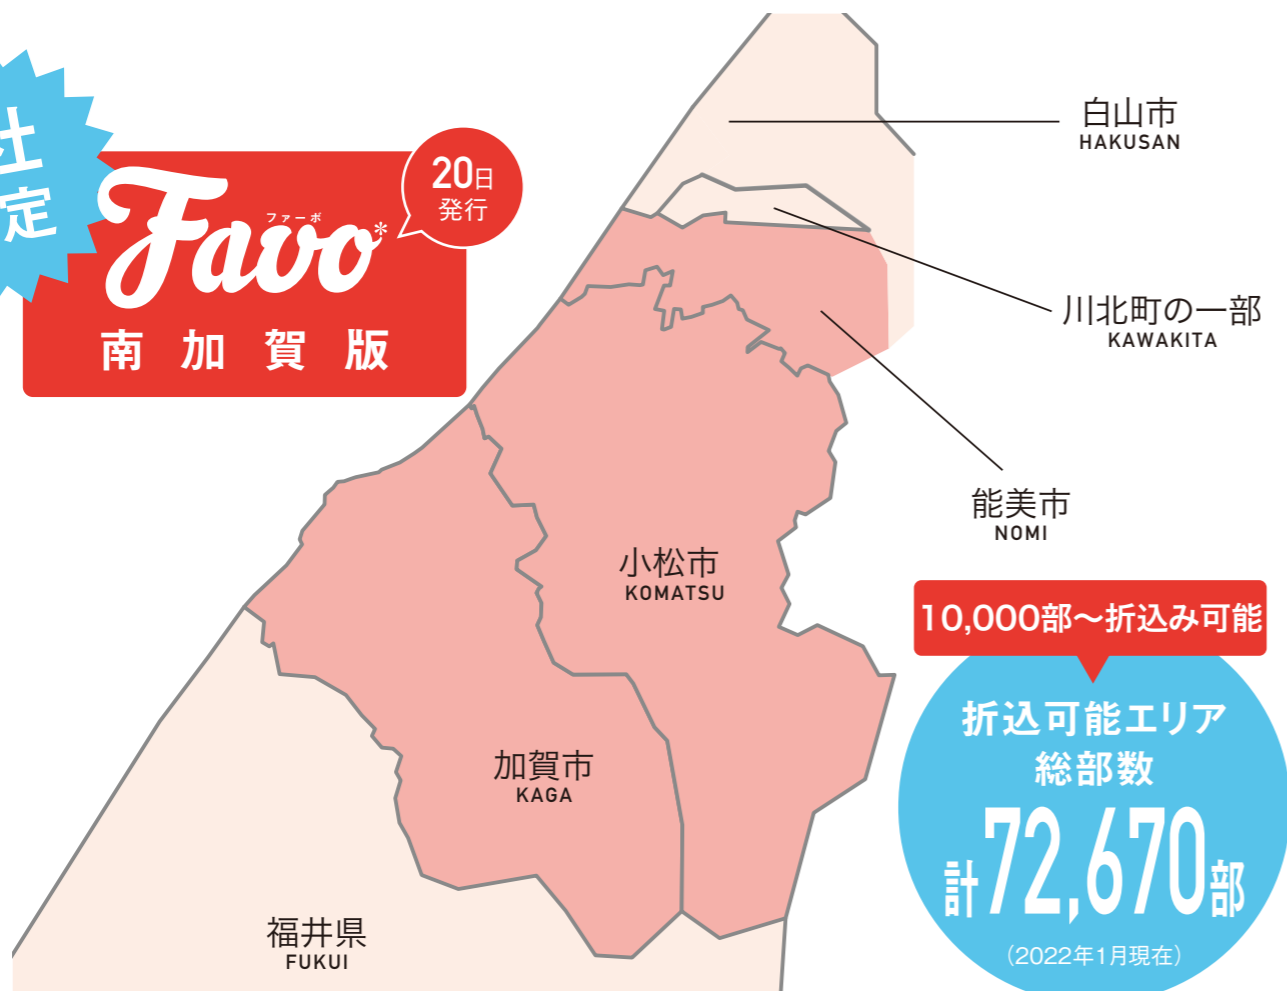 社
定
Favo*
ファーボ
南加賀版
20日
発行
白山市
HAKUSAN
川北町の一部
KAWAKITA
能美市
NOMI
小松市
KOMATSU
加賀市
KAGA
福井県
FUKUI
10,000部～折込み可能
折込可能エリア
総部数
計72,670部
（2022年1月現在）